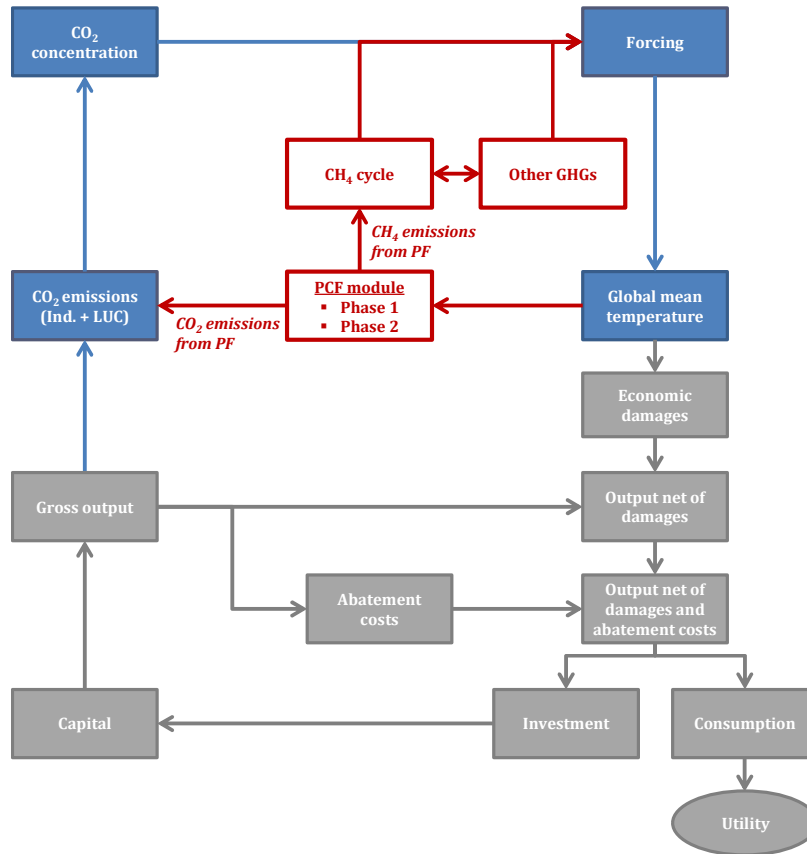 CO₂
concentration
Forcing
CH₄ cycle
Other GHGs
CH₄ emissions
from PF
CO₂ emissions
(Ind. + LUC)
CO₂ emissions
from PF
PCF module
▪ Phase 1
▪ Phase 2
Global mean
temperature
Economic
damages
Gross output
Output net of
damages
Abatement
costs
Output net of
damages and
abatement costs
Capital
Investment
Consumption
Utility